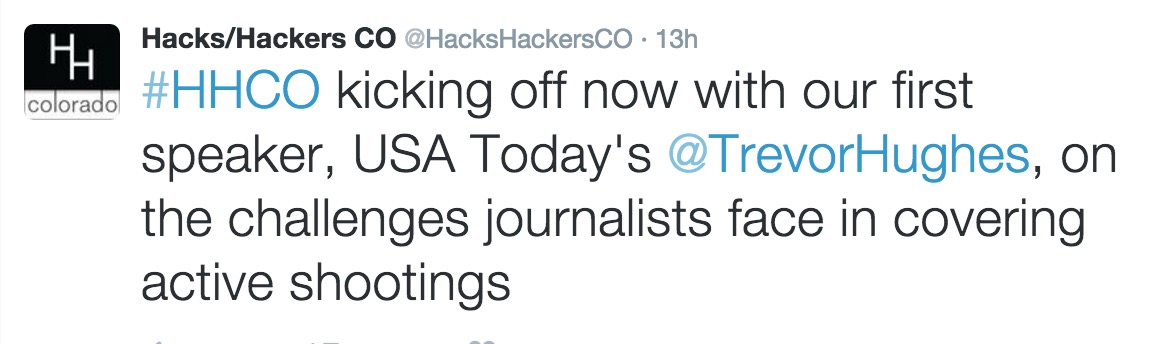 HH
colorado
Hacks/Hackers CO @HacksHackersCO · 13h
#HHCO kicking off now with our first
speaker, USA Today's @TrevorHughes, on
the challenges journalists face in covering
active shootings